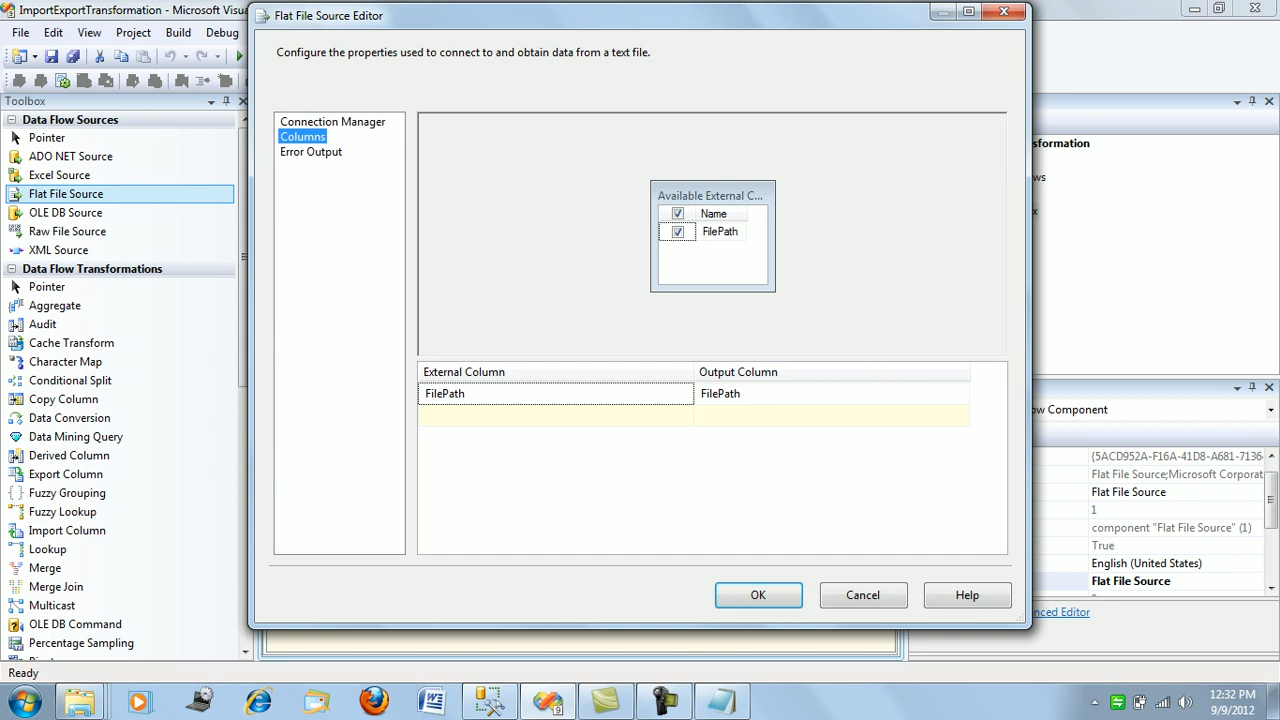 ImportExportTransformation - Microsoft Visu
File Edit View Project Build Debug
Toolbox
Data Flow Sources
Pointer
ADO NET Source
Excel Source
Flat File Source
OLE DB Source
Raw File Source
XML Source
Data Flow Transformations
Pointer
Aggregate
Audit
Cache Transform
Character Map
Conditional Split
Copy Column
Data Conversion
Data Mining Query
Derived Column
Export Column
Fuzzy Grouping
Fuzzy Lookup
Import Column
Lookup
Merge
Merge Join
Multicast
OLE DB Command
Percentage Sampling
Flat File Source Editor
Configure the properties used to connect to and obtain data from a text file.
Connection Manager
Columns
Error Output
Available External C...
Name
FilePath
External Column Output Column
FilePath FilePath
OK Cancel Help
sformation
ws
x
ow Component
{5ACD952A-F16A-41D8-A681-7136
Flat File Source;Microsoft Corporat
Flat File Source
1
component "Flat File Source" (1)
True
English (United States)
Flat File Source
nced Editor
Ready
12:32 PM
9/9/2012